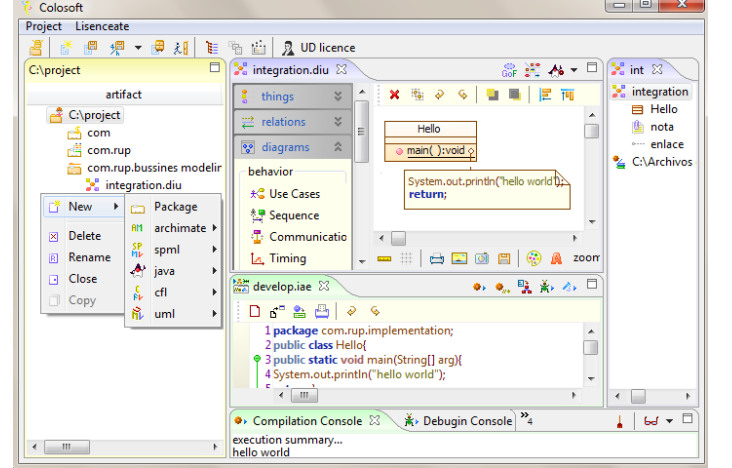 Colosoft
Project Lisenceate
UD licence
C:\project
artifact
C:\project
com
com.rup
com.rup.bussines modelir
integration.diu
New
Delete
Rename
Close
Copy
Package
archimate
spml
java
cfl
uml
integration.diu
GoF
things
relations
diagrams
behavior
Use Cases
Sequence
Communicatio
Timing
Hello
main( ):void
System.out.println("hello world");
return;
zoom
develop.iae
1 package com.rup.implementation;
2 public class Hello{
3 public static void main(String[] arg){
4 System.out.println("hello world");
Compilation Console Debugin Console 4
execution summary...
hello world
int
integration
Hello
nota
enlace
C:\Archivos